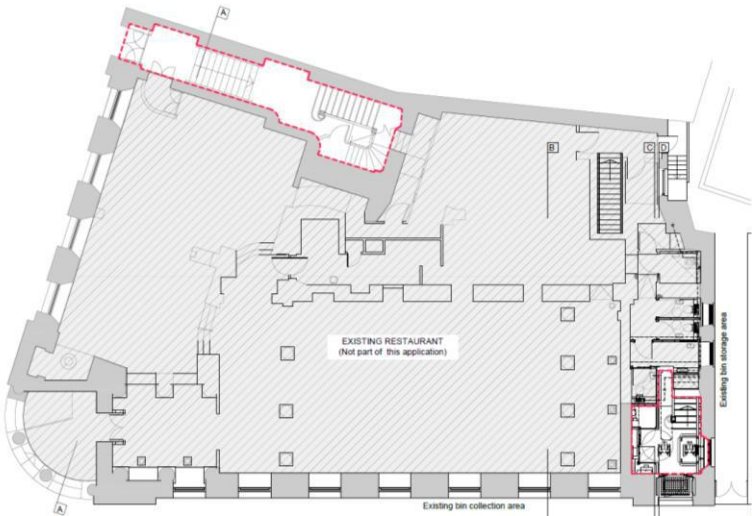 A
B
C
D
EXISTING RESTAURANT
(Not part of this application)
Existing bin storage area
Existing bin collection area
A